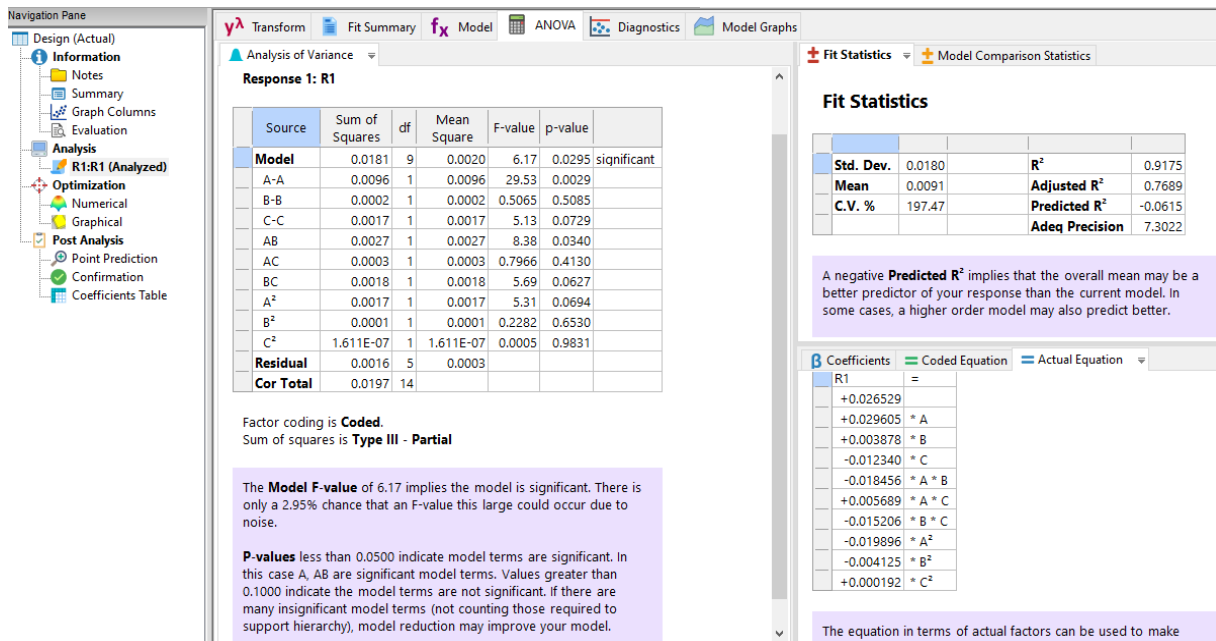 Navigation Pane
Design (Actual)
Information
Notes
Summary
Graph Columns
Evaluation
Analysis
R1:R1 (Analyzed)
Optimization
Numerical
Graphical
Post Analysis
Point Prediction
Confirmation
Coefficients Table
yλ Transform Fit Summary fx Model ANOVA Diagnostics Model Graphs
Analysis of Variance
Response 1: R1
Source Sum of Squares df Mean Square F-value p-value
Model 0.0181 9 0.0020 6.17 0.0295 significant
A-A 0.0096 1 0.0096 29.53 0.0029
B-B 0.0002 1 0.0002 0.5065 0.5085
C-C 0.0017 1 0.0017 5.13 0.0729
AB 0.0027 1 0.0027 8.38 0.0340
AC 0.0003 1 0.0003 0.7966 0.4130
BC 0.0018 1 0.0018 5.69 0.0627
A² 0.0017 1 0.0017 5.31 0.0694
B² 0.0001 1 0.0001 0.2282 0.6530
C² 1.611E-07 1 1.611E-07 0.0005 0.9831
Residual 0.0016 5 0.0003
Cor Total 0.0197 14
Factor coding is Coded.
Sum of squares is Type III - Partial
The Model F-value of 6.17 implies the model is significant. There is
only a 2.95% chance that an F-value this large could occur due to
noise.
P-values less than 0.0500 indicate model terms are significant. In
this case A, AB are significant model terms. Values greater than
0.1000 indicate the model terms are not significant. If there are
many insignificant model terms (not counting those required to
support hierarchy), model reduction may improve your model.
± Fit Statistics ± Model Comparison Statistics
Fit Statistics
Std. Dev. 0.0180 R² 0.9175
Mean 0.0091 Adjusted R² 0.7689
C.V. % 197.47 Predicted R² -0.0615
Adeq Precision 7.3022
A negative Predicted R² implies that the overall mean may be a
better predictor of your response than the current model. In
some cases, a higher order model may also predict better.
β Coefficients = Coded Equation = Actual Equation
R1 =
+0.026529
+0.029605 * A
+0.003878 * B
-0.012340 * C
-0.018456 * A * B
+0.005689 * A * C
-0.015206 * B * C
-0.019896 * A²
-0.004125 * B²
+0.000192 * C²
The equation in terms of actual factors can be used to make